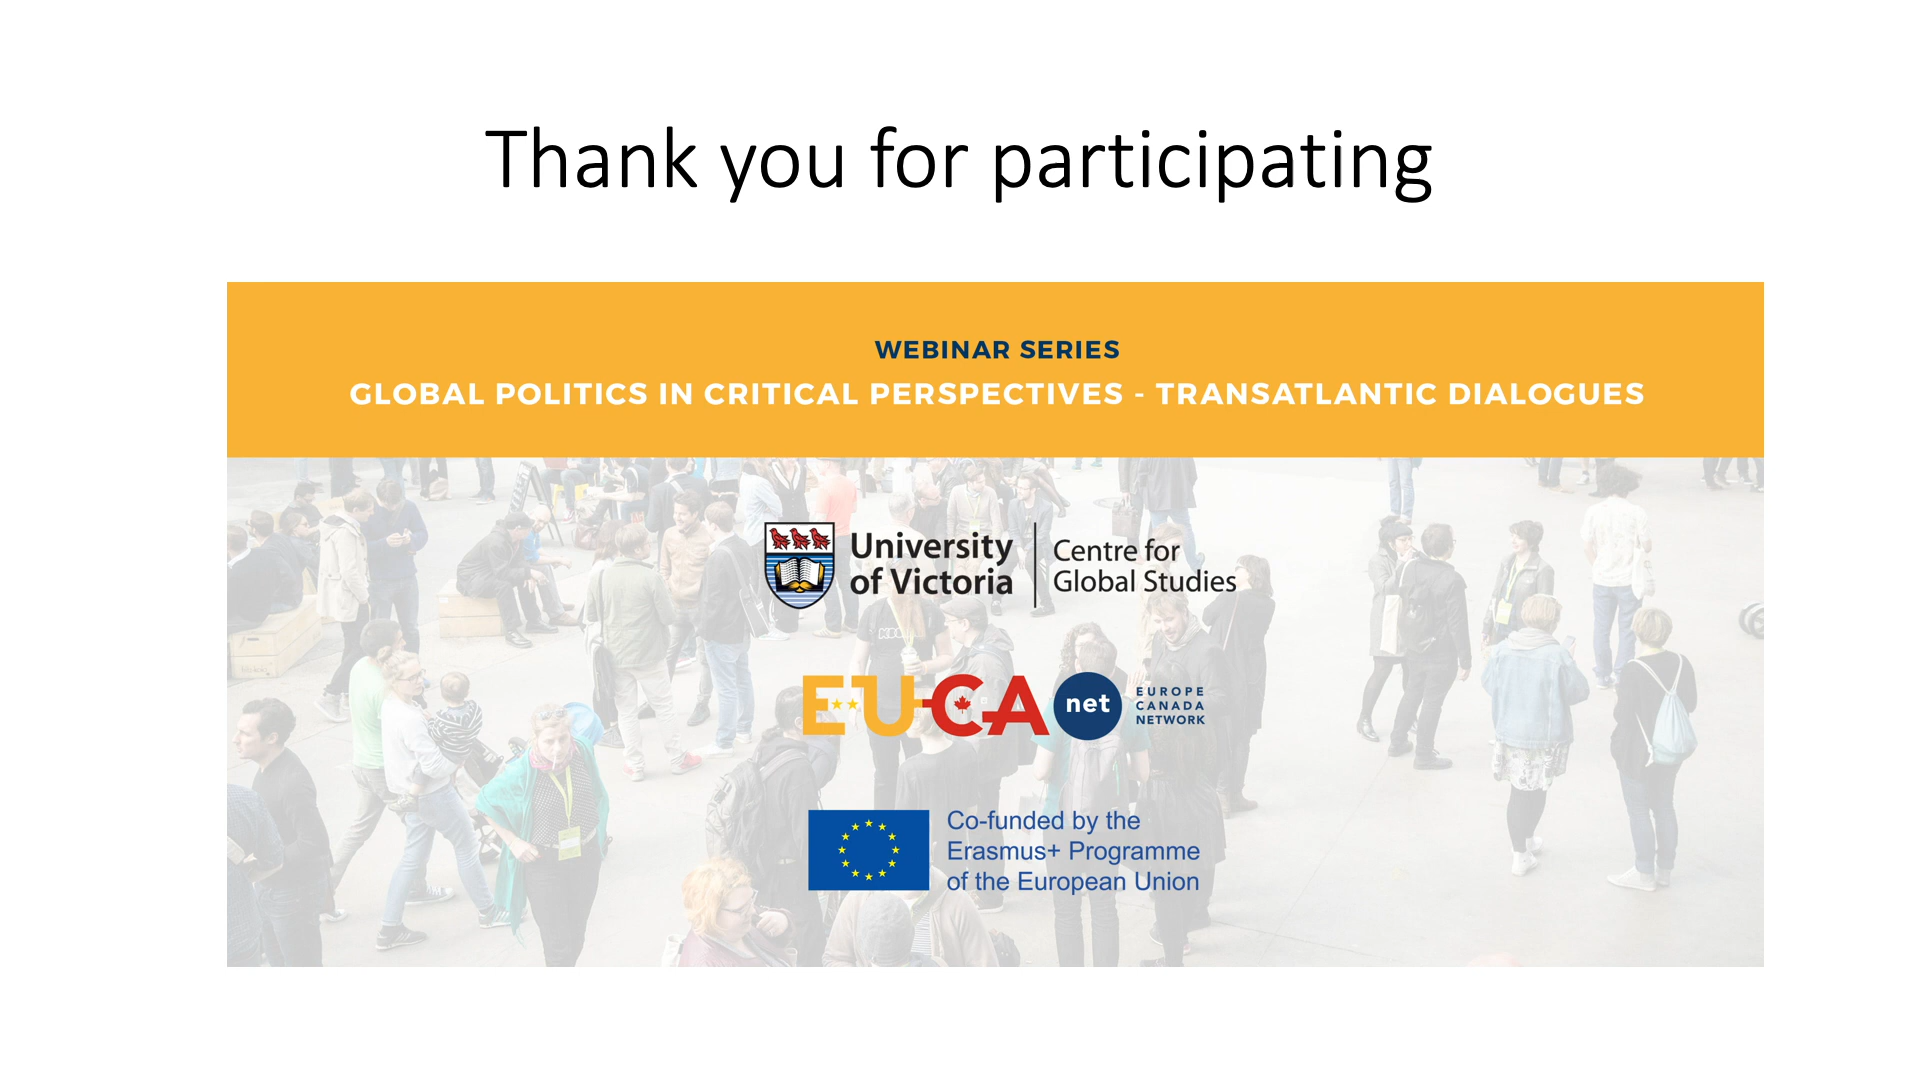 Thank you for participating
WEBINAR SERIES
GLOBAL POLITICS IN CRITICAL PERSPECTIVES - TRANSATLANTIC DIALOGUES
University
of Victoria
Centre for
Global Studies
EU-CA net
EUROPE
CANADA
NETWORK
Co-funded by the
Erasmus+ Programme
of the European Union